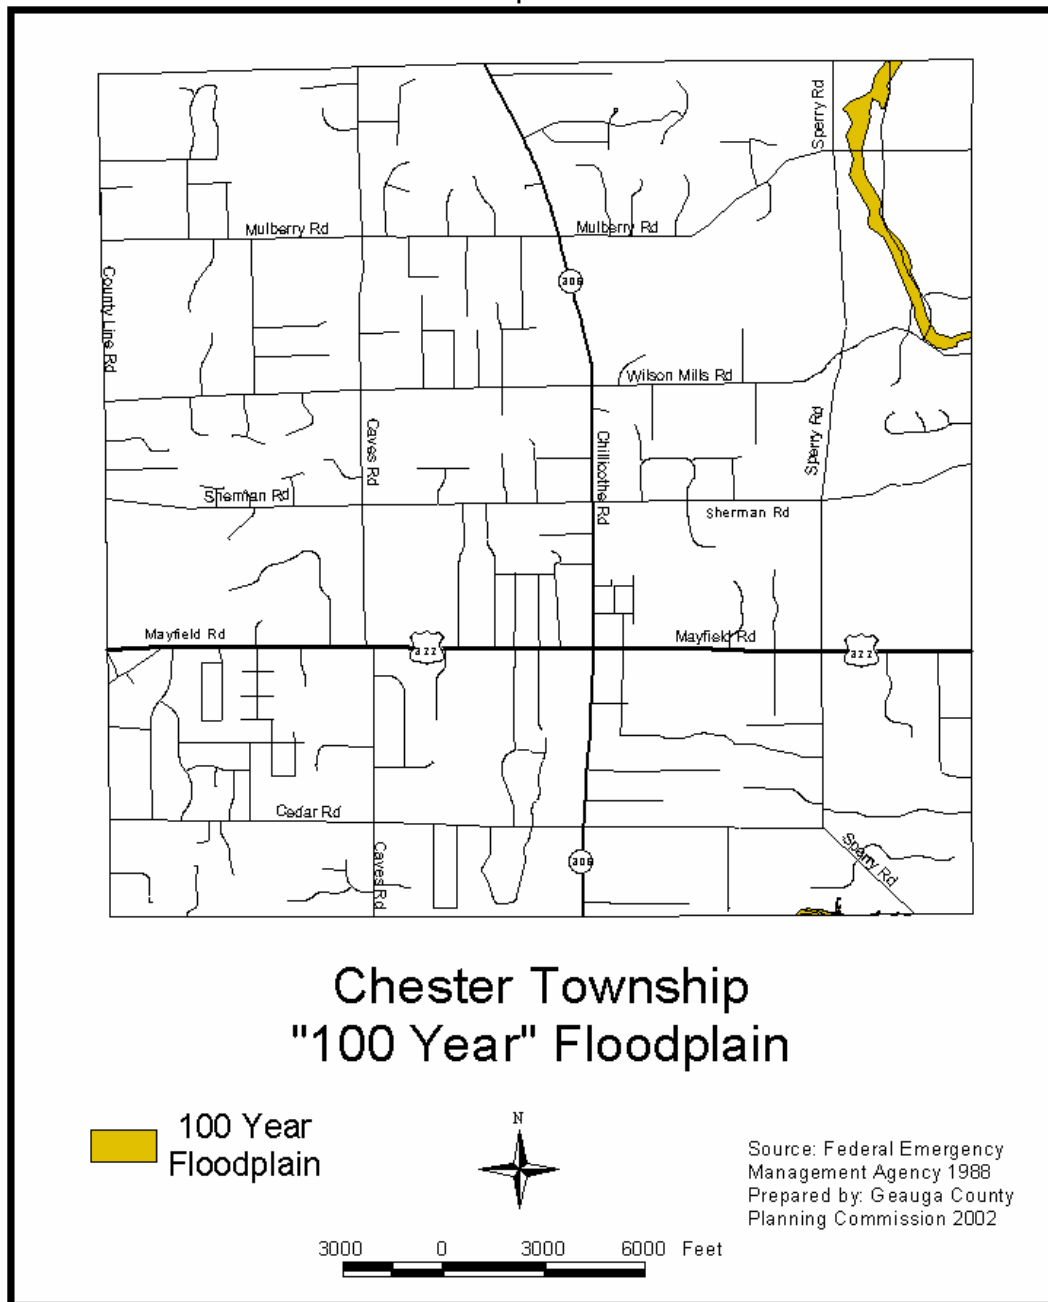 Sperry Rd
Mulberry Rd
Mulberry Rd
County Line Rd
306
Wilson Mills Rd
Caves Rd
Chillicothe Rd
Sperry Rd
Sherman Rd
Sherman Rd
Mayfield Rd
322
Mayfield Rd
322
Cedar Rd
Caves Rd
306
Sperry Rd
Chester Township
"100 Year" Floodplain
100 Year
Floodplain
N
Source: Federal Emergency
Management Agency 1988
Prepared by: Geauga County
Planning Commission 2002
3000 0 3000 6000 Feet